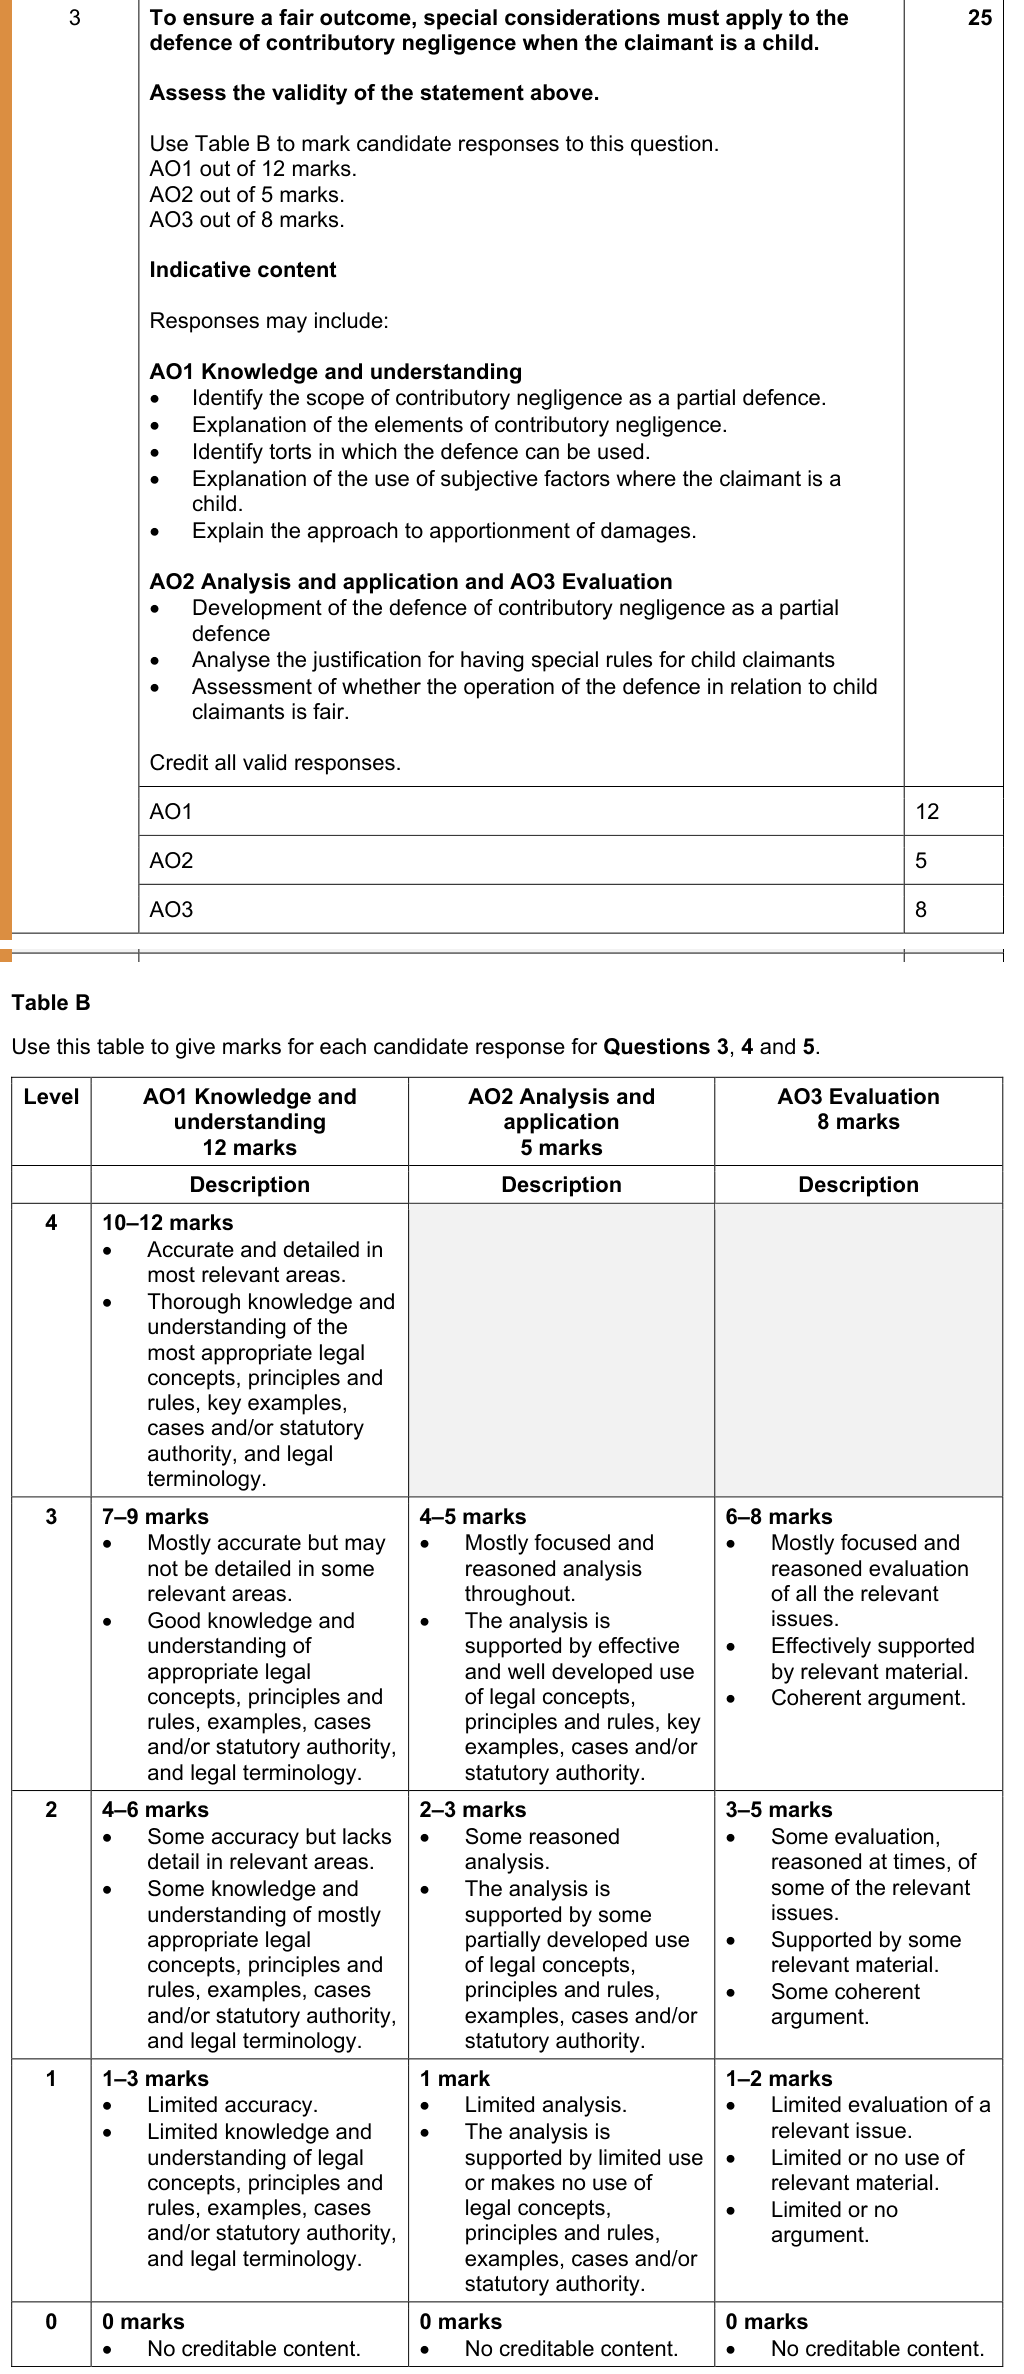 3
To ensure a fair outcome, special considerations must apply to the
defence of contributory negligence when the claimant is a child.
25
Assess the validity of the statement above.
Use Table B to mark candidate responses to this question.
AO1 out of 12 marks.
AO2 out of 5 marks.
AO3 out of 8 marks.
Indicative content
Responses may include:
AO1 Knowledge and understanding
• Identify the scope of contributory negligence as a partial defence.
• Explanation of the elements of contributory negligence.
• Identify torts in which the defence can be used.
• Explanation of the use of subjective factors where the claimant is a
child.
• Explain the approach to apportionment of damages.
AO2 Analysis and application and AO3 Evaluation
• Development of the defence of contributory negligence as a partial
defence
• Analyse the justification for having special rules for child claimants
• Assessment of whether the operation of the defence in relation to child
claimants is fair.
Credit all valid responses.
AO1
12
AO2
5
AO3
8
Table B
Use this table to give marks for each candidate response for Questions 3, 4 and 5.
Level
AO1 Knowledge and
understanding
12 marks
AO2 Analysis and
application
5 marks
AO3 Evaluation
8 marks
Description
Description
Description
4
10–12 marks
• Accurate and detailed in
most relevant areas.
• Thorough knowledge and
understanding of the
most appropriate legal
concepts, principles and
rules, key examples,
cases and/or statutory
authority, and legal
terminology.
3
7–9 marks
• Mostly accurate but may
not be detailed in some
relevant areas.
• Good knowledge and
understanding of
appropriate legal
concepts, principles and
rules, examples, cases
and/or statutory authority,
and legal terminology.
4–5 marks
• Mostly focused and
reasoned analysis
throughout.
• The analysis is
supported by effective
and well developed use
of legal concepts,
principles and rules, key
examples, cases and/or
statutory authority.
6–8 marks
• Mostly focused and
reasoned evaluation
of all the relevant
issues.
• Effectively supported
by relevant material.
• Coherent argument.
2
4–6 marks
• Some accuracy but lacks
detail in relevant areas.
• Some knowledge and
understanding of mostly
appropriate legal
concepts, principles and
rules, examples, cases
and/or statutory authority,
and legal terminology.
2–3 marks
• Some reasoned
analysis.
• The analysis is
supported by some
partially developed use
of legal concepts,
principles and rules,
examples, cases and/or
statutory authority.
3–5 marks
• Some evaluation,
reasoned at times, of
some of the relevant
issues.
• Supported by some
relevant material.
• Some coherent
argument.
1
1–3 marks
• Limited accuracy.
• Limited knowledge and
understanding of legal
concepts, principles and
rules, examples, cases
and/or statutory authority,
and legal terminology.
1 mark
• Limited analysis.
• The analysis is
supported by limited use
or makes no use of
legal concepts,
principles and rules,
examples, cases and/or
statutory authority.
1–2 marks
• Limited evaluation of a
relevant issue.
• Limited or no use of
relevant material.
• Limited or no
argument.
0
0 marks
• No creditable content.
0 marks
• No creditable content.
0 marks
• No creditable content.